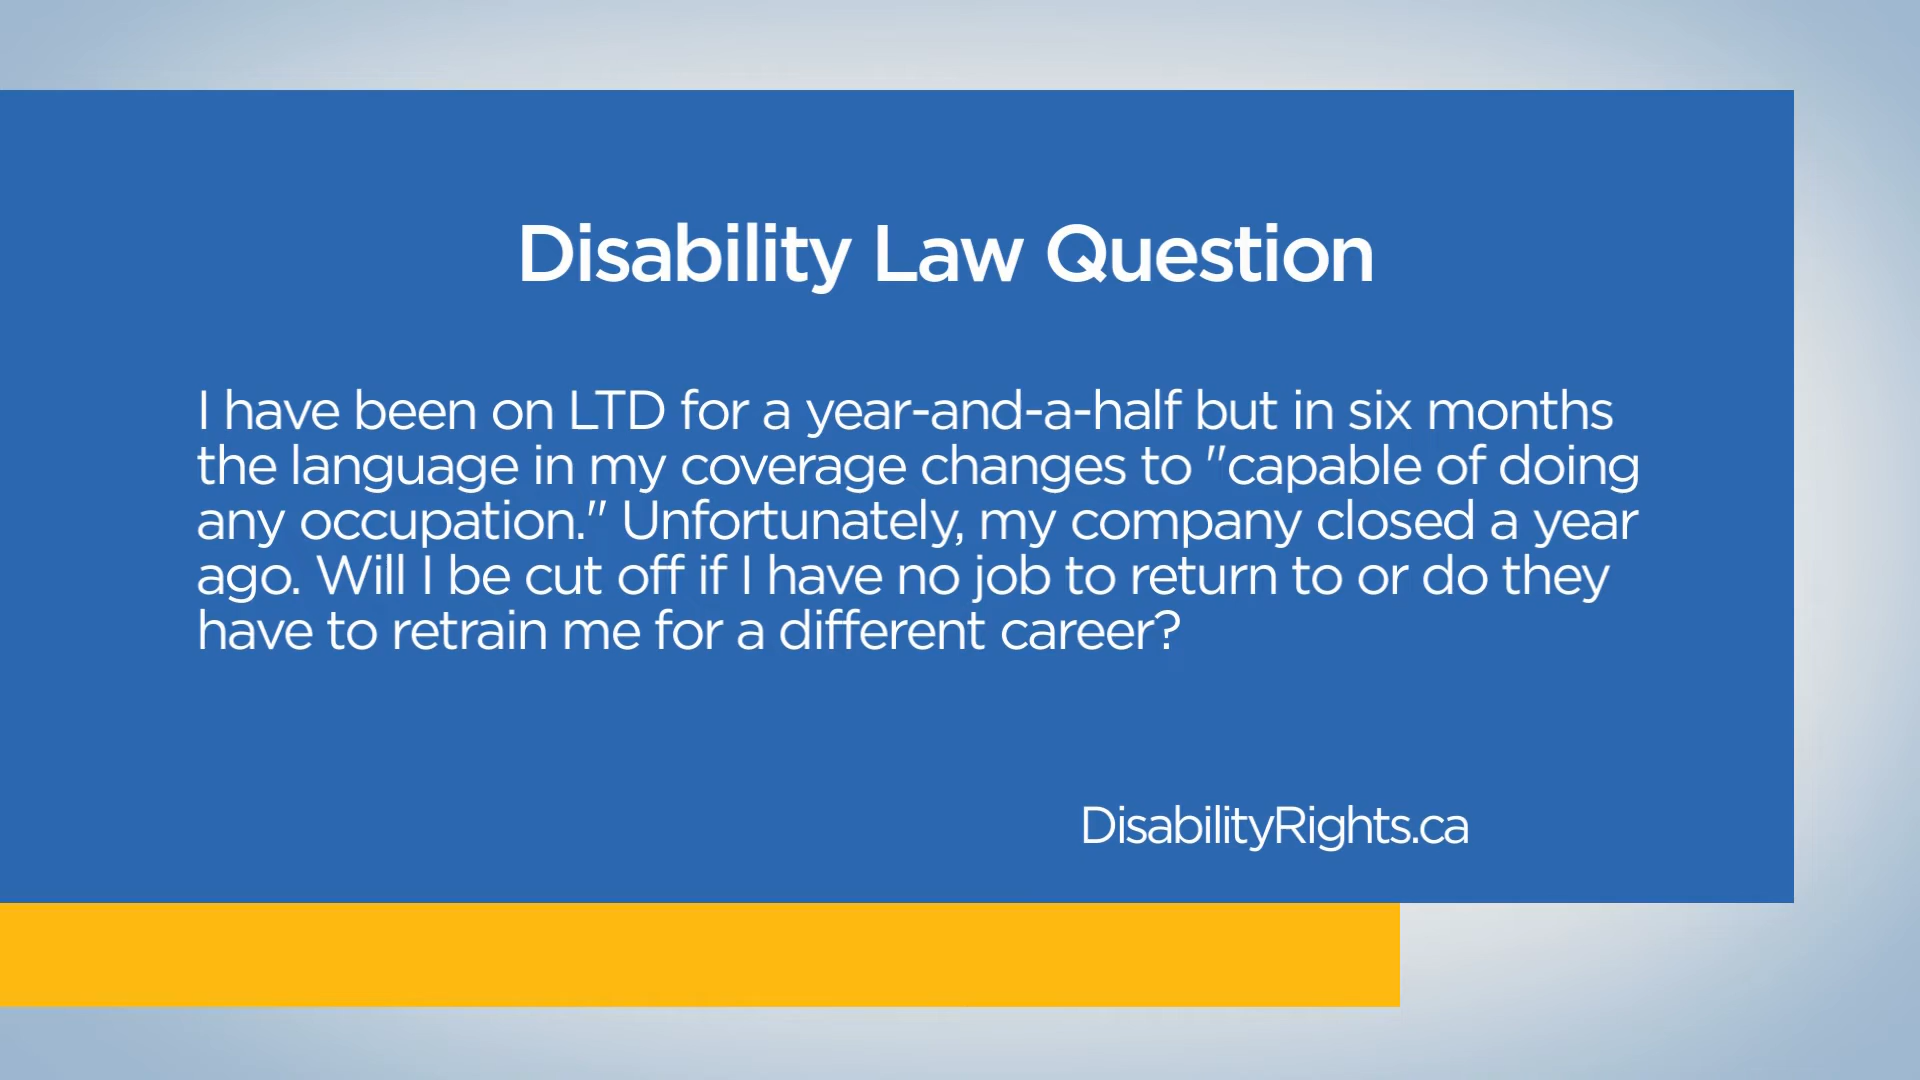 Disability Law Question
I have been on LTD for a year-and-a-half but in six months
the language in my coverage changes to "capable of doing
any occupation." Unfortunately, my company closed a year
ago. Will I be cut off if I have no job to return to or do they
have to retrain me for a different career?
DisabilityRights.ca